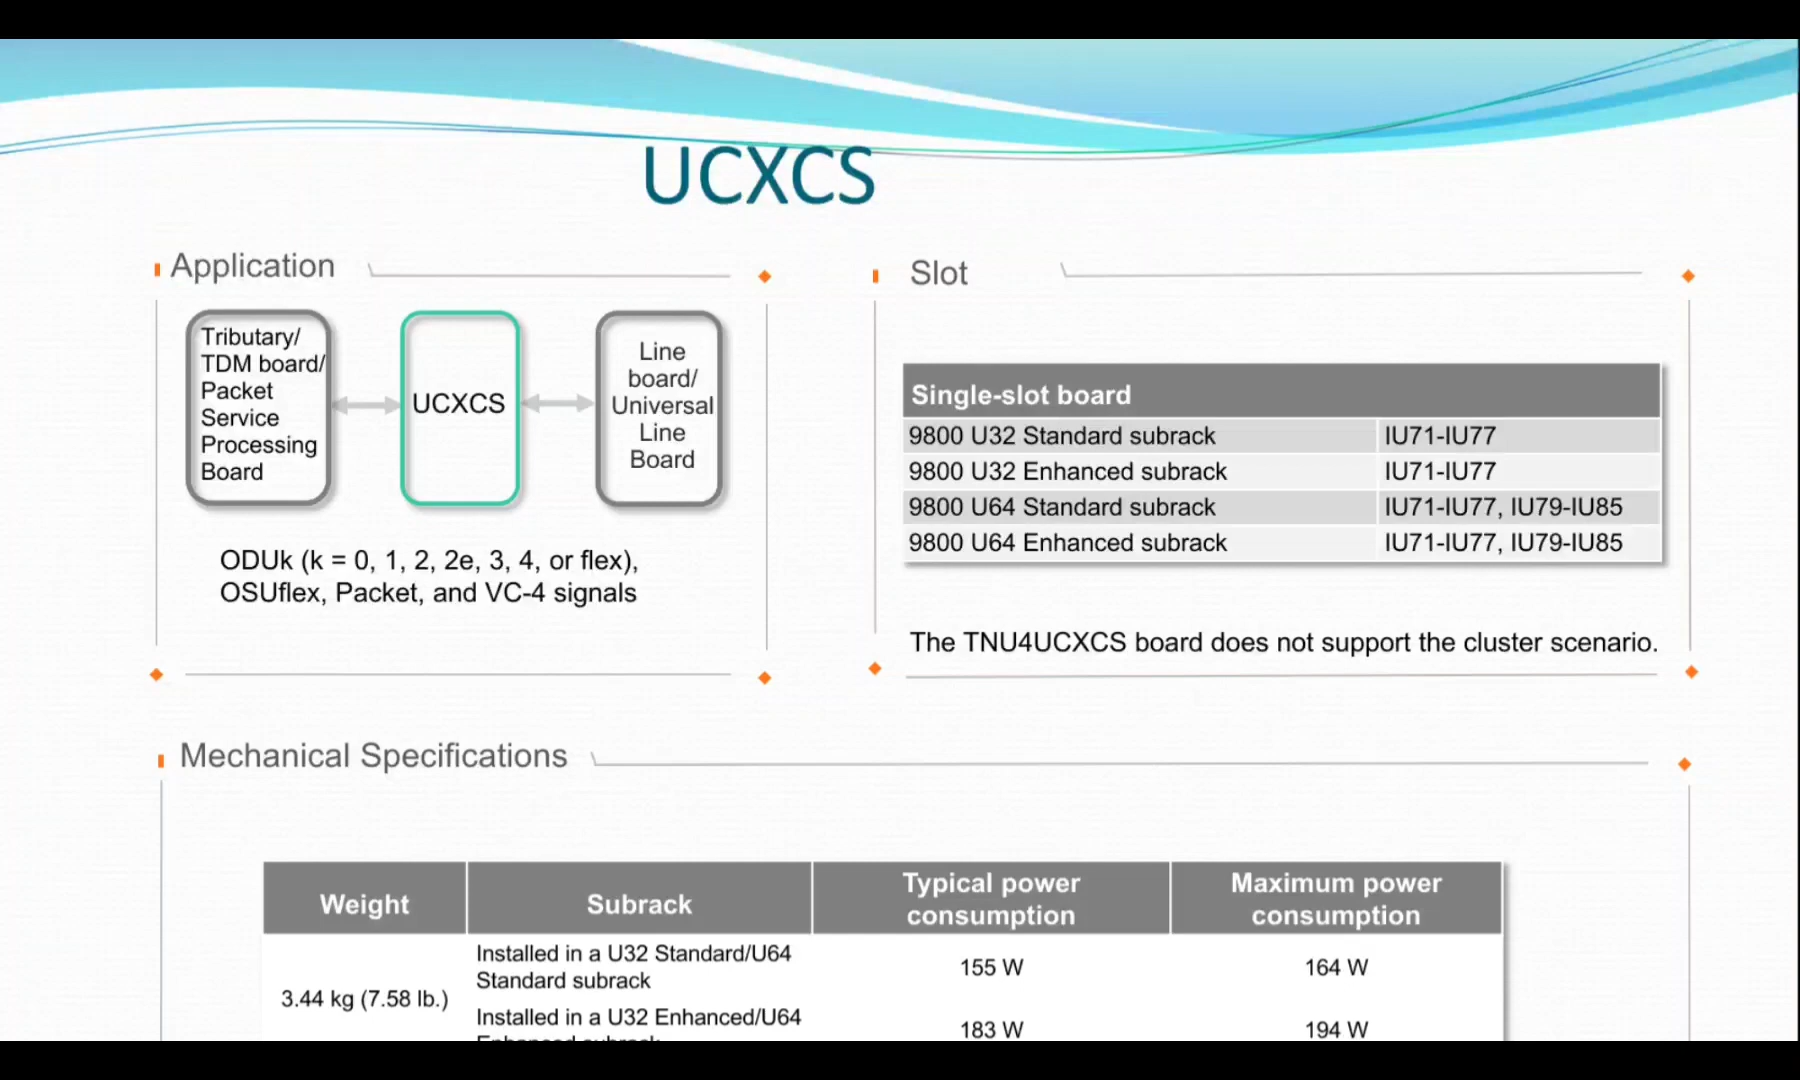 UCXCS
Application
Tributary/
TDM board/
Packet
Service
Processing
Board
UCXCS
Line
board/
Universal
Line
Board
ODUk (k = 0, 1, 2, 2e, 3, 4, or flex),
OSUflex, Packet, and VC-4 signals
Slot
Single-slot board
9800 U32 Standard subrack IU71-IU77
9800 U32 Enhanced subrack IU71-IU77
9800 U64 Standard subrack IU71-IU77, IU79-IU85
9800 U64 Enhanced subrack IU71-IU77, IU79-IU85
The TNU4UCXCS board does not support the cluster scenario.
Mechanical Specifications
Weight
Subrack
Typical power
consumption
Maximum power
consumption
3.44 kg (7.58 lb.)
Installed in a U32 Standard/U64
Standard subrack
155 W
164 W
Installed in a U32 Enhanced/U64
Enhanced subrack
183 W
194 W